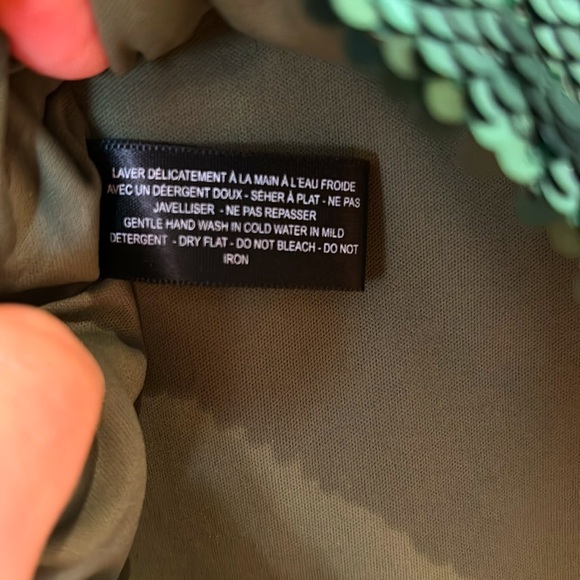 LAVER DÉLICATEMENT À LA MAIN À L'EAU FROIDE
AVEC UN DÉERGENT DOUX - SÉHER À PLAT - NE PAS
JAVELLISER - NE PAS REPASSER
GENTLE HAND WASH IN COLD WATER IN MILD
DETERGENT - DRY FLAT - DO NOT BLEACH - DO NOT
IRON